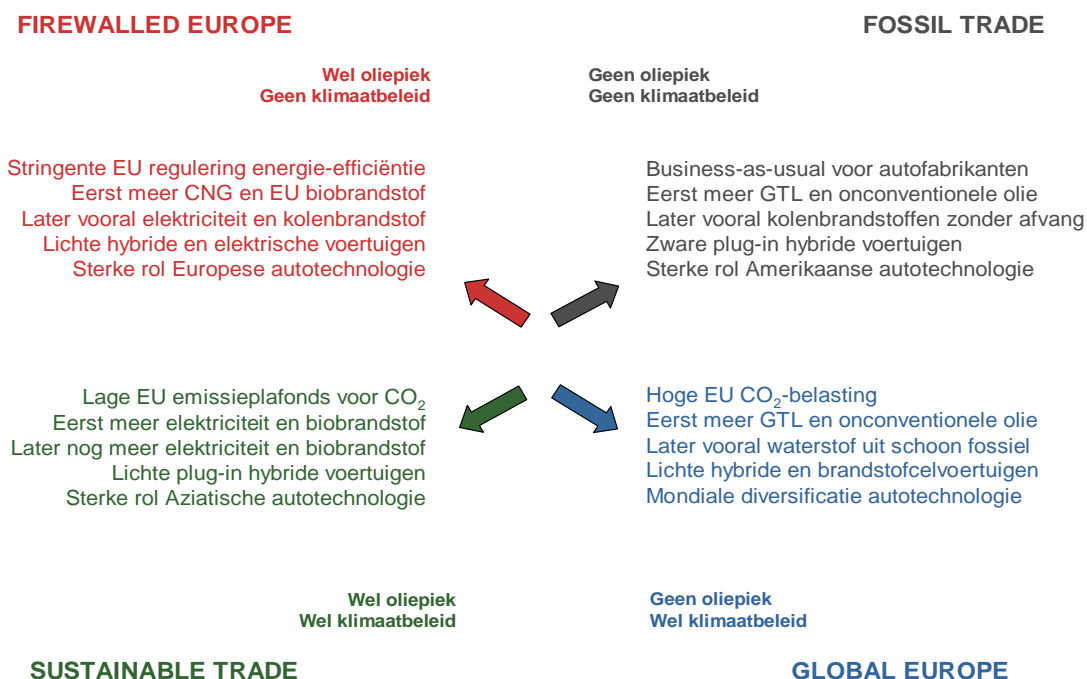 FIREWALLED EUROPE
Wel oliepiek
Geen klimaatbeleid
Stringente EU regulering energie-efficiëntie
Eerst meer CNG en EU biobrandstof
Later vooral elektriciteit en kolenbrandstof
Lichte hybride en elektrische voertuigen
Sterke rol Europese autotechnologie
FOSSIL TRADE
Geen oliepiek
Geen klimaatbeleid
Business-as-usual voor autofabrikanten
Eerst meer GTL en onconventionele olie
Later vooral kolenbrandstoffen zonder afvang
Zware plug-in hybride voertuigen
Sterke rol Amerikaanse autotechnologie
Lage EU emissieplafonds voor CO₂
Eerst meer elektriciteit en biobrandstof
Later nog meer elektriciteit en biobrandstof
Lichte plug-in hybride voertuigen
Sterke rol Aziatische autotechnologie
Wel oliepiek
Wel klimaatbeleid
SUSTAINABLE TRADE
Hoge EU CO₂-belasting
Eerst meer GTL en onconventionele olie
Later vooral waterstof uit schoon fossiel
Lichte hybride en brandstofcelvoertuigen
Mondiale diversificatie autotechnologie
Geen oliepiek
Wel klimaatbeleid
GLOBAL EUROPE